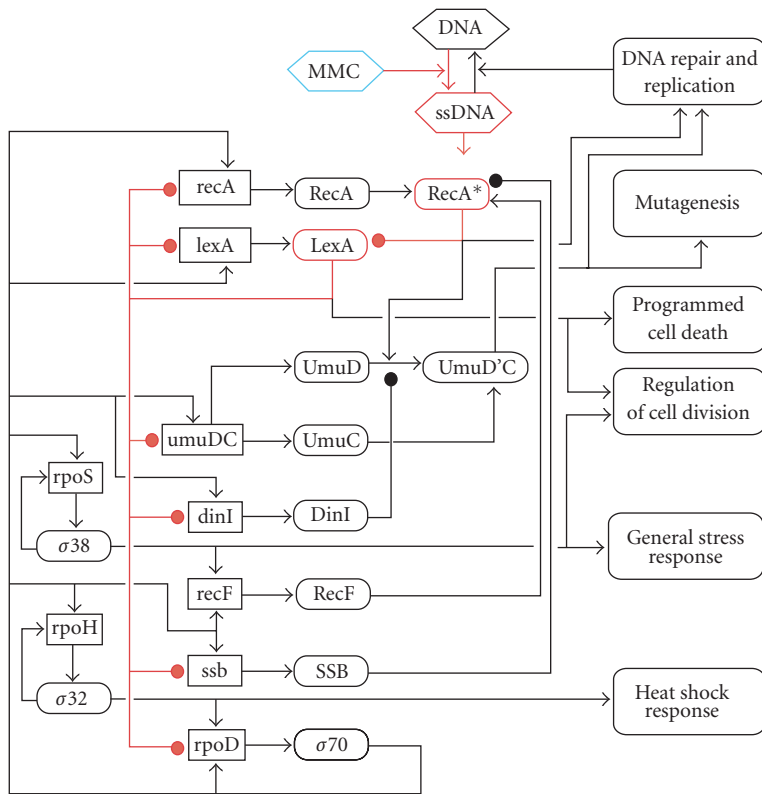 DNA
MMC
DNA repair and
replication
ssDNA
recA
RecA
RecA*
Mutagenesis
lexA
LexA
Programmed
cell death
UmuD
UmuD'C
Regulation
of cell division
umuDC
UmuC
rpoS
dinI
DinI
σ38
General stress
response
recF
RecF
rpoH
ssb
SSB
σ32
Heat shock
response
rpoD
σ70